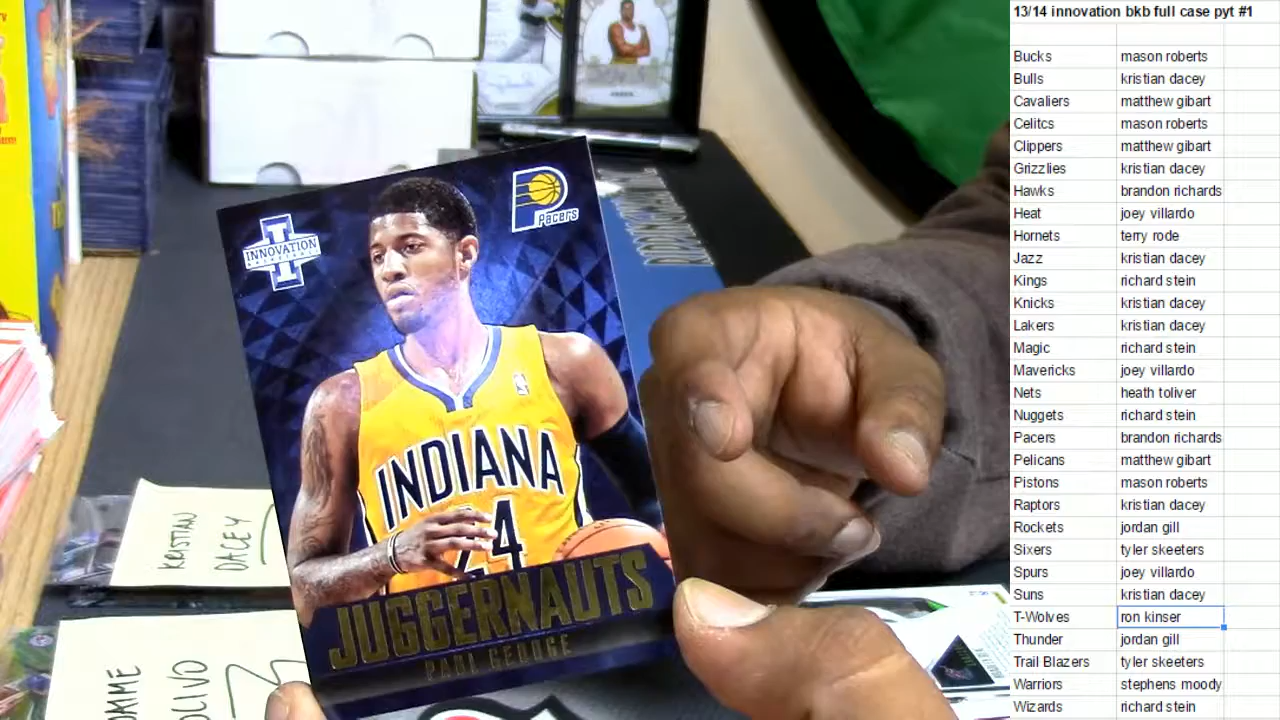 INNOVATION
BASKETBALL
Pacers
INDIANA
24
JUGGERNAUTS
PAUL GEORGE
KRISTIAN
DACEY
OLIVO
13/14 innovation bkb full case pyt #1
Bucks mason roberts
Bulls kristian dacey
Cavaliers matthew gibart
Celitcs mason roberts
Clippers matthew gibart
Grizzlies kristian dacey
Hawks brandon richards
Heat joey villardo
Hornets terry rode
Jazz kristian dacey
Kings richard stein
Knicks kristian dacey
Lakers kristian dacey
Magic richard stein
Mavericks joey villardo
Nets heath toliver
Nuggets richard stein
Pacers brandon richards
Pelicans matthew gibart
Pistons mason roberts
Raptors kristian dacey
Rockets jordan gill
Sixers tyler skeeters
Spurs joey villardo
Suns kristian dacey
T-Wolves ron kinser
Thunder jordan gill
Trail Blazers tyler skeeters
Warriors stephens moody
Wizards richard stein